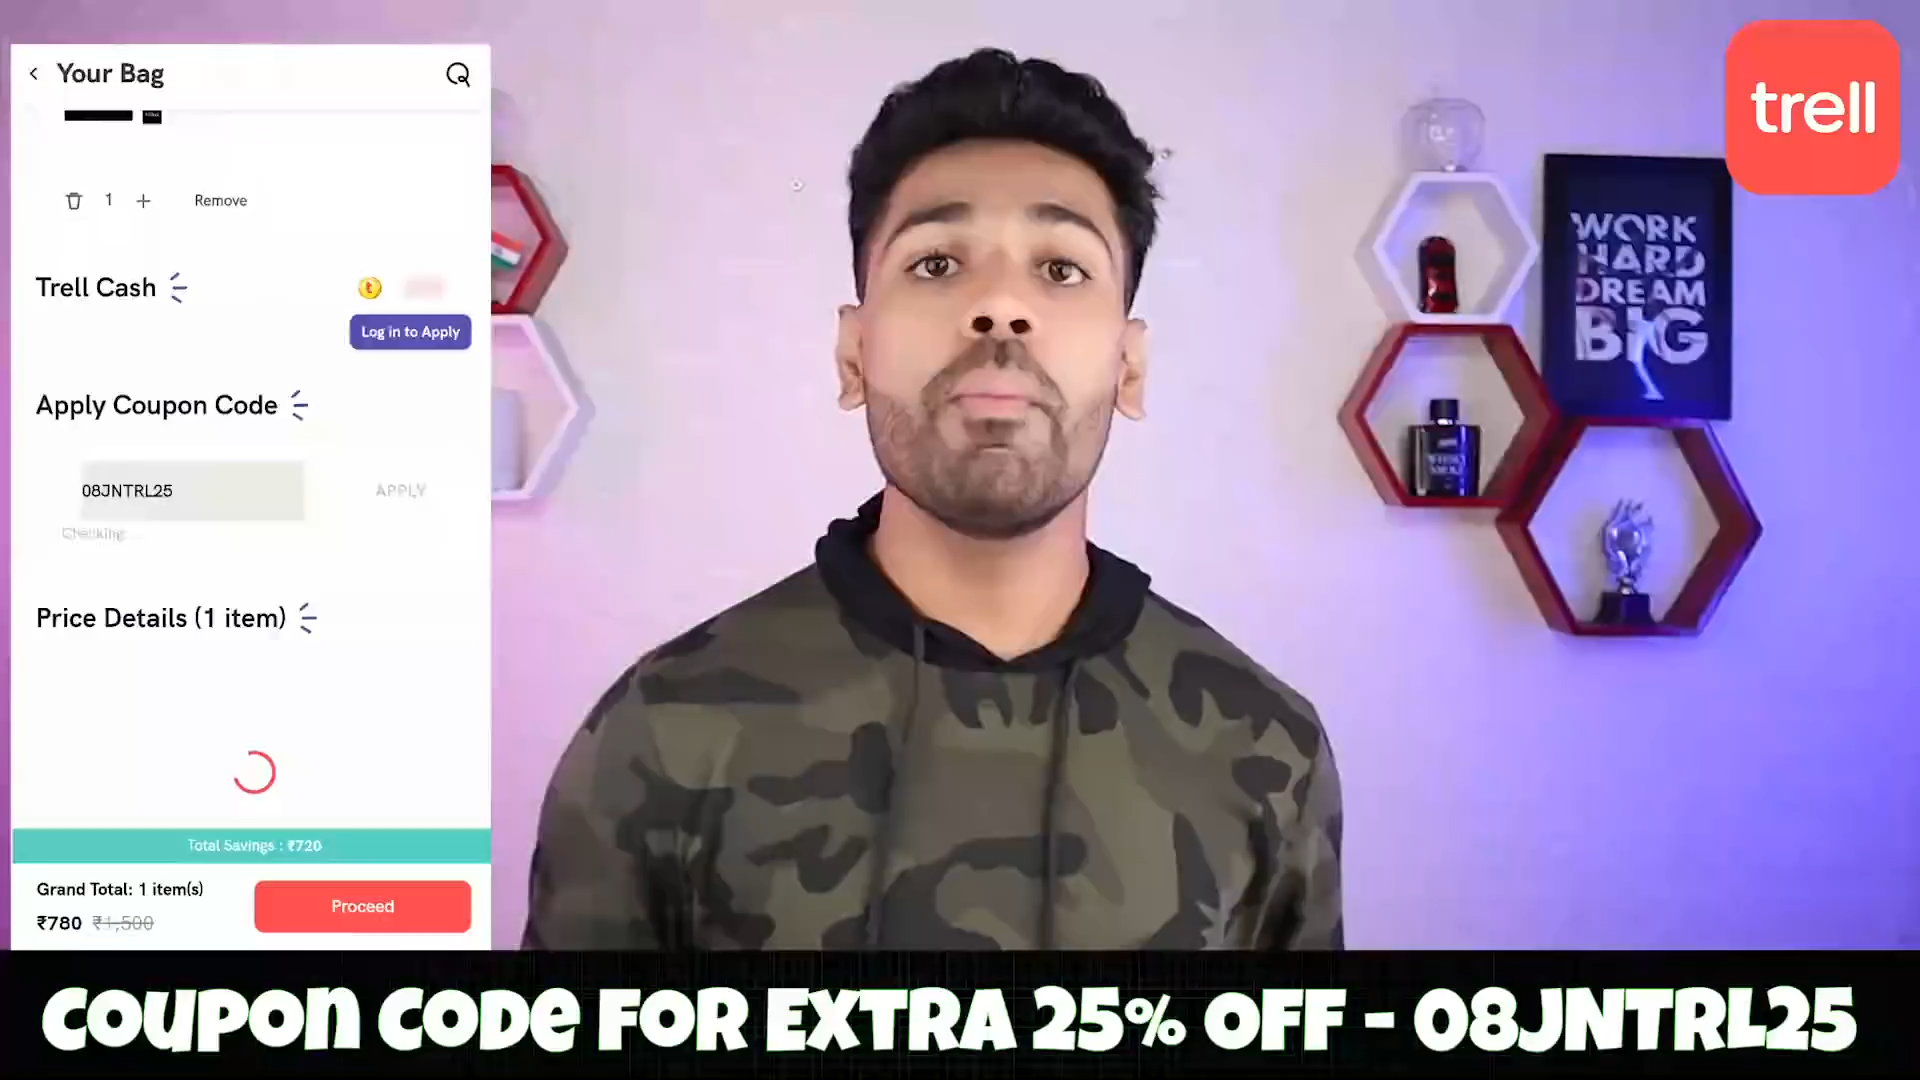 Your Bag
1
Remove
Trell Cash
Log in to Apply
Apply Coupon Code
08JNTRL25
APPLY
Checking...
Price Details (1 item)
Total Savings : ₹720
Grand Total: 1 item(s)
₹780 ₹1,500
Proceed
trell
WORK
HARD
DREAM
BIG
COUPON CODE FOR EXTRA 25% OFF - 08JNTRL25